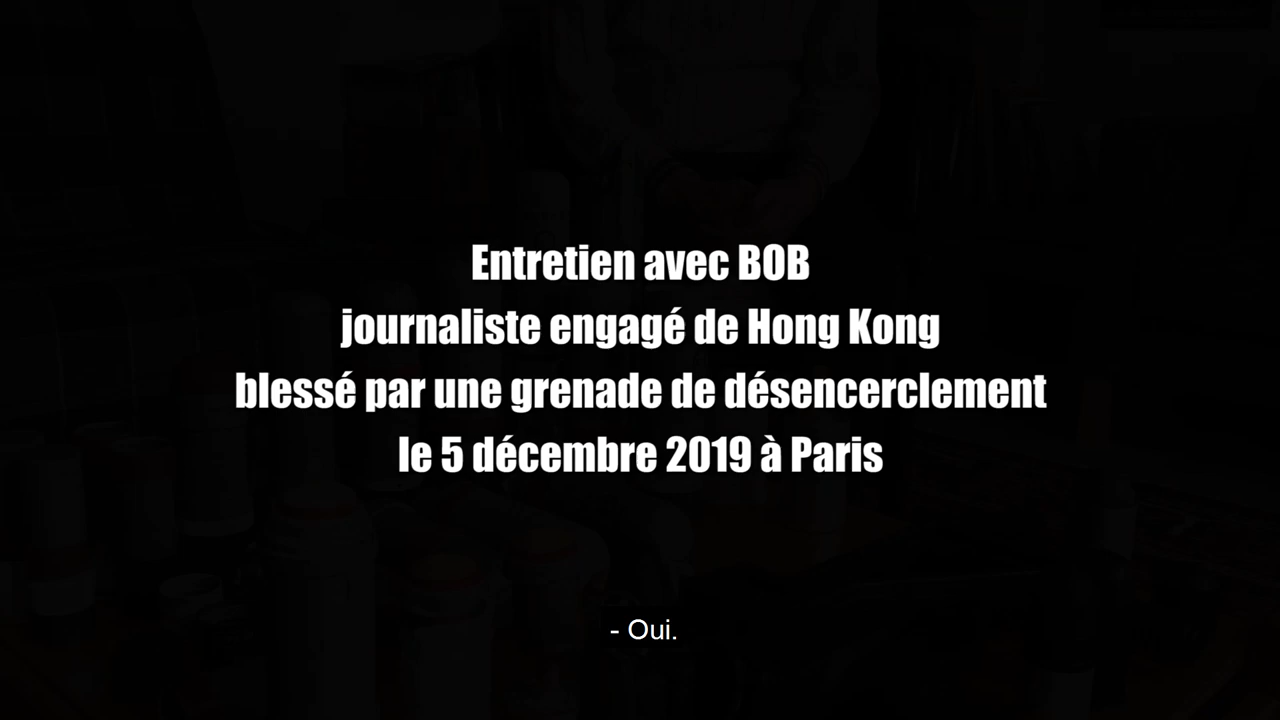 Entretien avec BOB
journaliste engagé de Hong Kong
blessé par une grenade de désencerclement
le 5 décembre 2019 à Paris
- Oui.